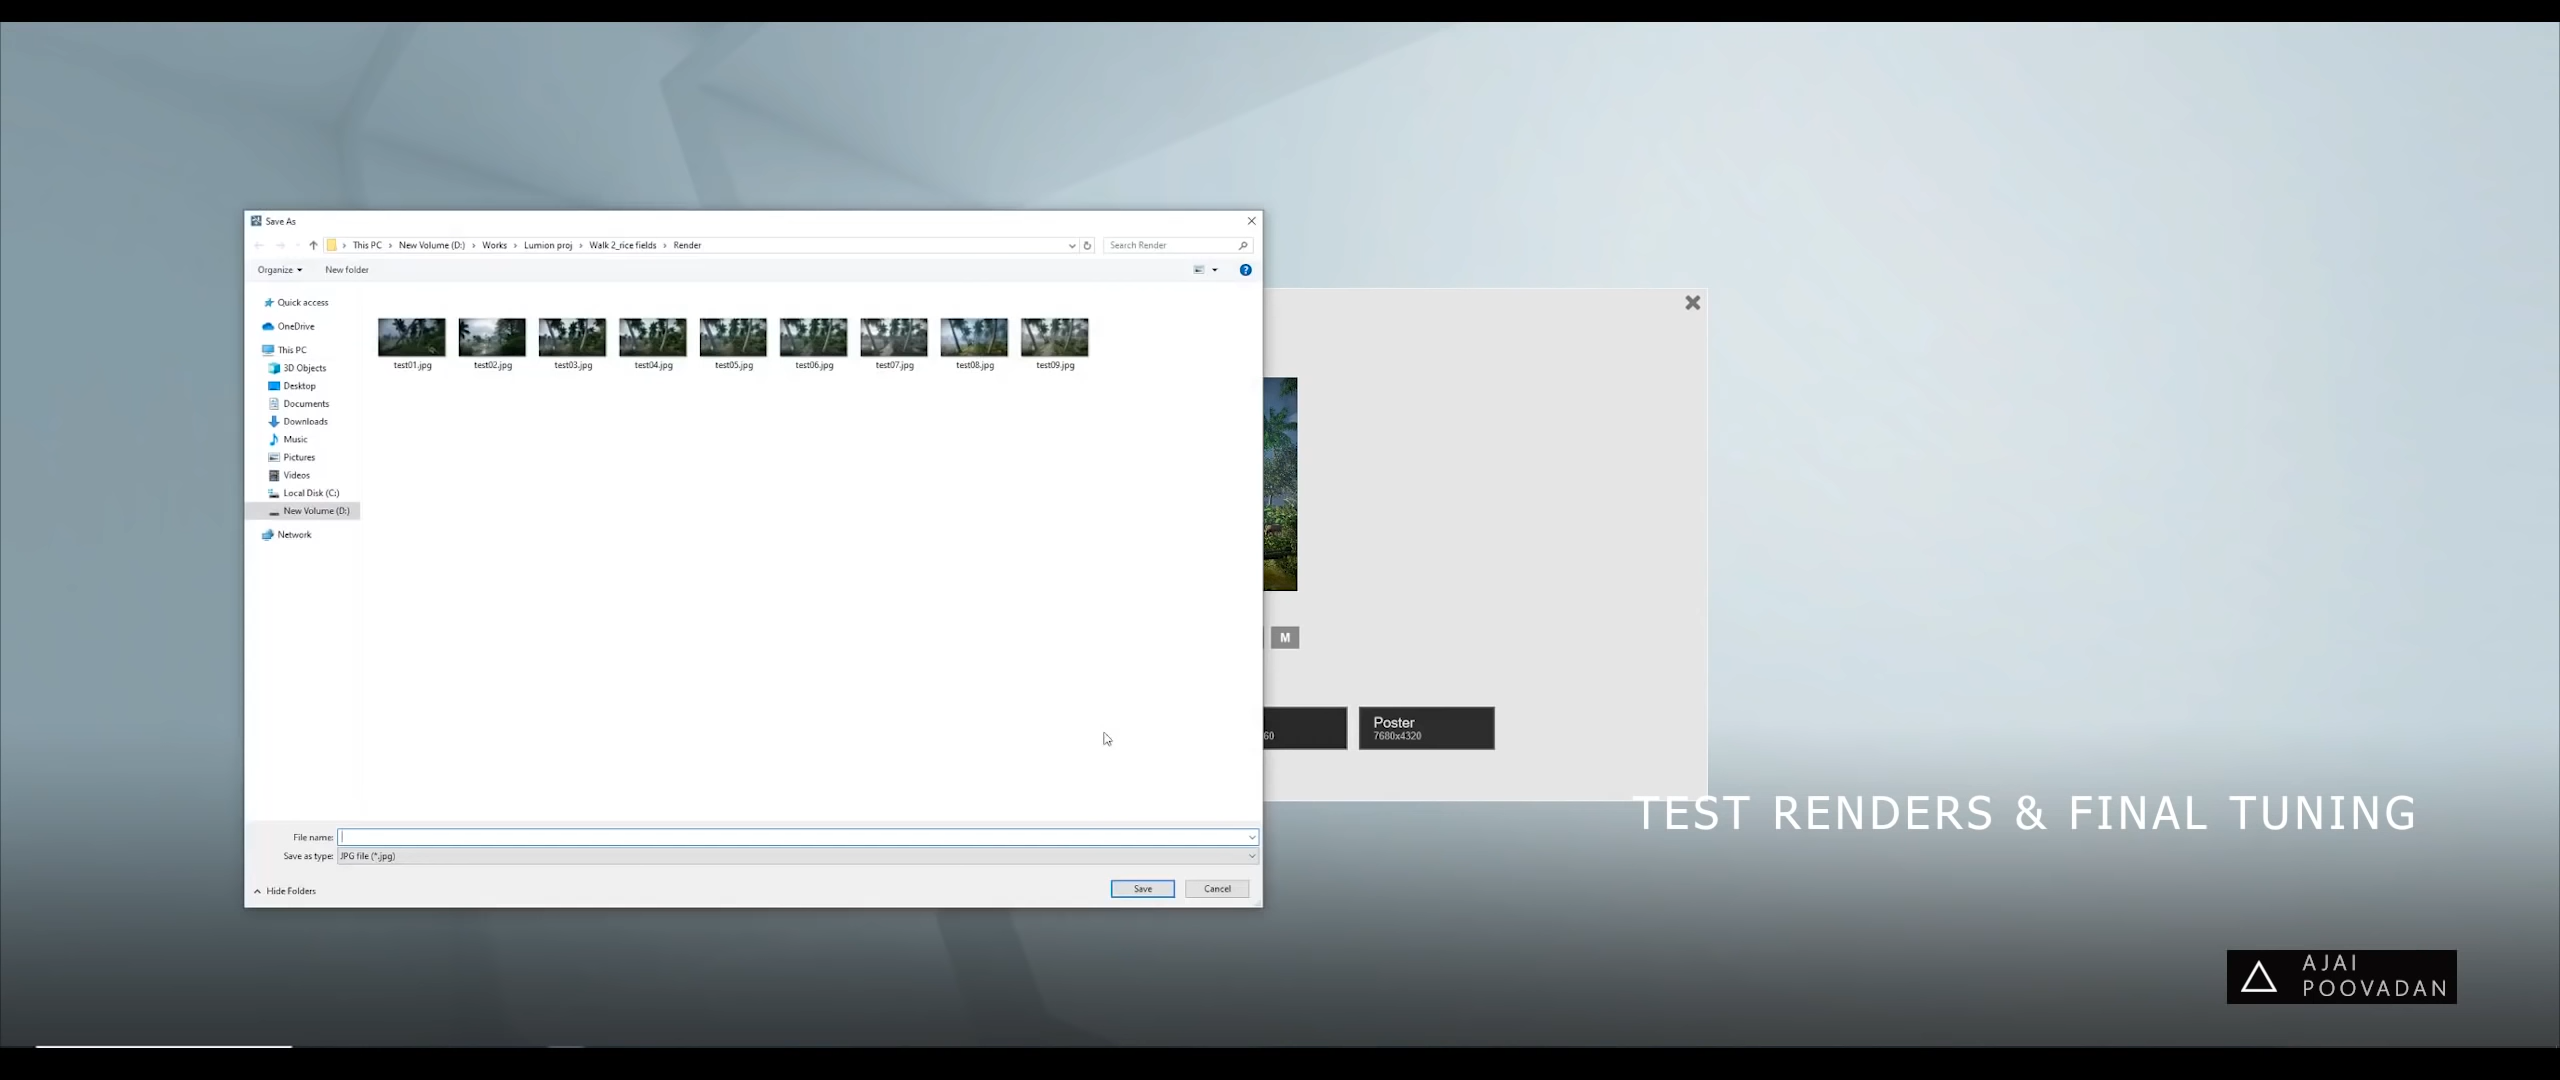 Save As
This PC > New Volume (D:) > Works > Lumion proj > Walk 2_rice fields > Render
Search Render
Organize
New folder
?
Quick access
OneDrive
This PC
3D Objects
Desktop
Documents
Downloads
Music
Pictures
Videos
Local Disk (C:)
New Volume (D:)
Network
test01.jpg
test02.jpg
test03.jpg
test04.jpg
test05.jpg
test06.jpg
test07.jpg
test08.jpg
test09.jpg
M
60
Poster
7680x4320
File name:
Save as type:
JPG file (*.jpg)
Hide Folders
Save
Cancel
TEST RENDERS & FINAL TUNING
AJAI
POOVADAN